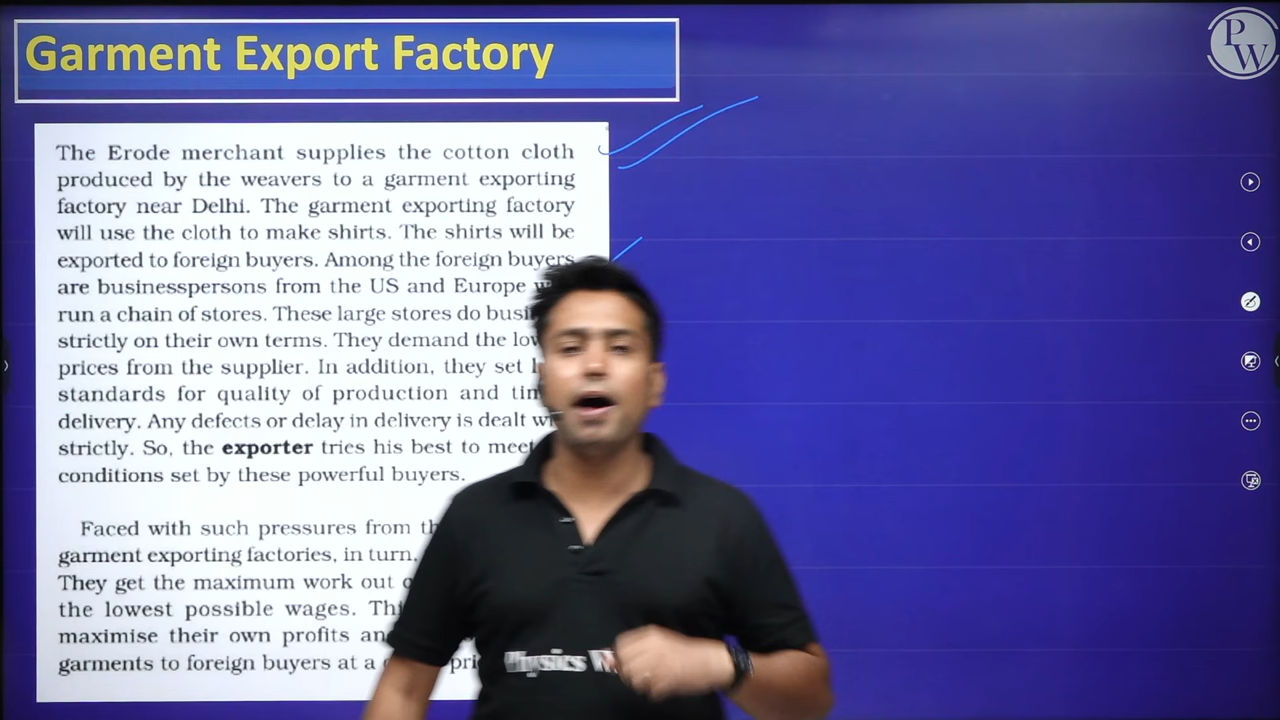 Garment Export Factory
PW
The Erode merchant supplies the cotton cloth
produced by the weavers to a garment exporting
factory near Delhi. The garment exporting factory
will use the cloth to make shirts. The shirts will be
exported to foreign buyers. Among the foreign buyers
are businesspersons from the US and Europe
run a chain of stores. These large stores do
strictly on their own terms. They demand the
prices from the supplier. In addition, they set
standards for quality of production and
delivery. Any defects or delay in delivery is dealt
strictly. So, the exporter tries his best to meet
conditions set by these powerful buyers.
Faced with such pressures from
garment exporting factories, in turn,
They get the maximum work out
the lowest possible wages.
maximise their own profits
garments to foreign buyers at a
Physics